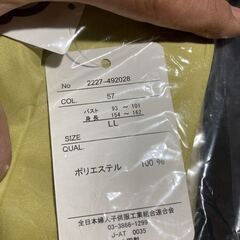 No 2227-492028
COL. 57
バスト 93 ～ 101
身長 154 ～ 162
SIZE LL
QUAL
ポリエステル 100 %
全日本婦人子供服工業組合連合会
03-3866-1299
J-AT 0035